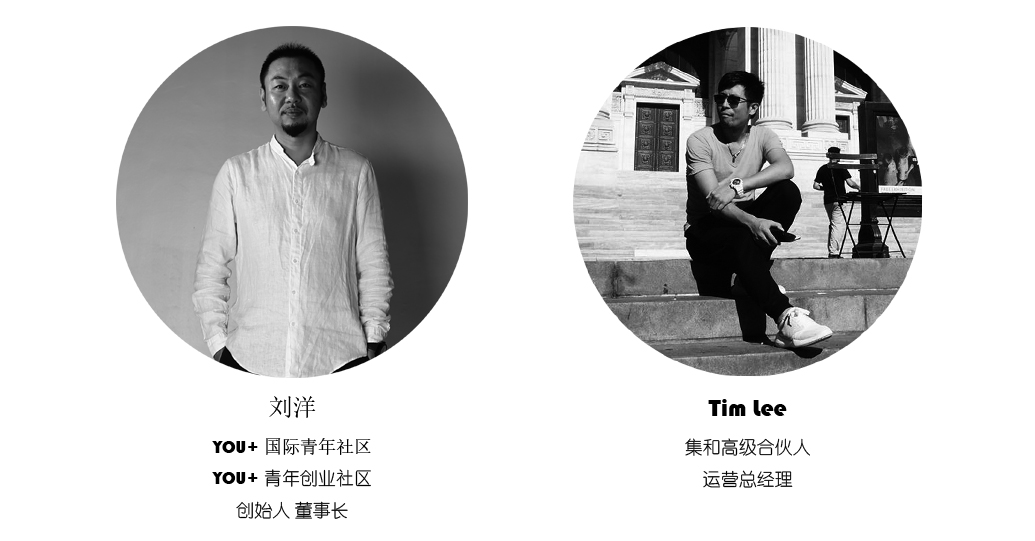 刘洋
YOU+ 国际青年社区
YOU+ 青年创业社区
创始人 董事长
Tim Lee
集和高级合伙人
运营总经理